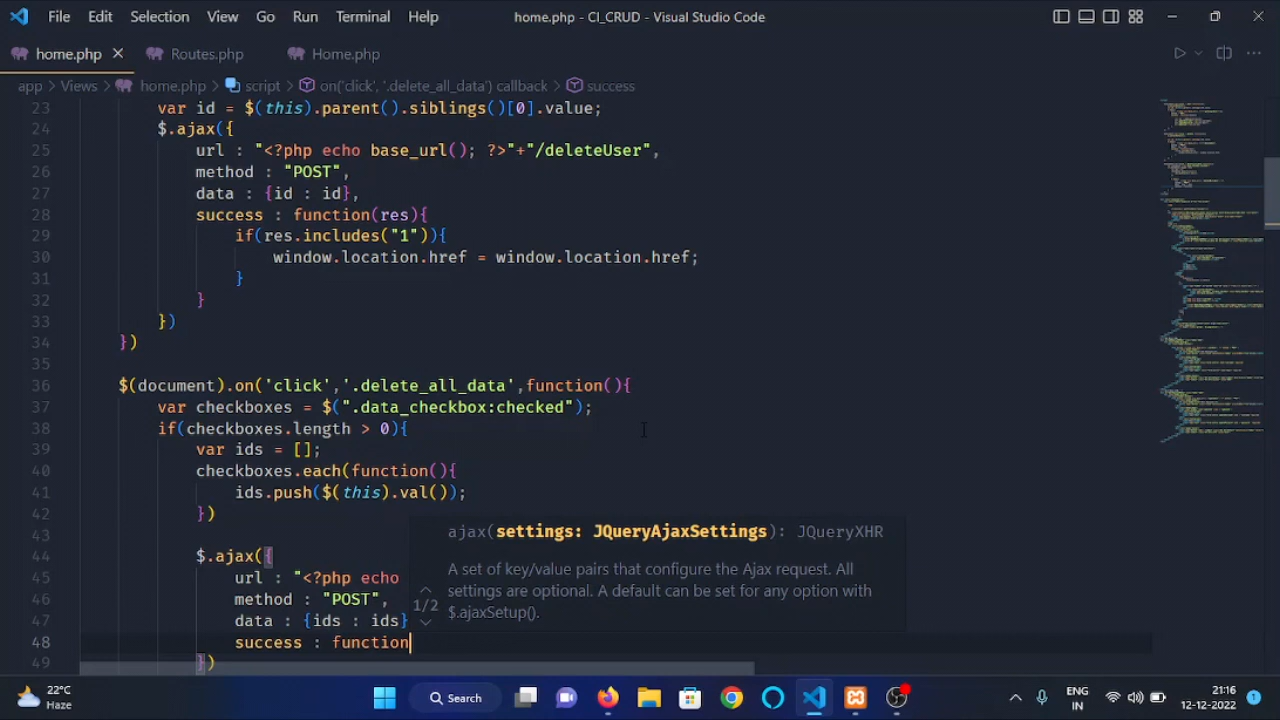 File Edit Selection View Go Run Terminal Help home.php - CI_CRUD - Visual Studio Code
home.php Routes.php Home.php
app > Views > home.php > script > on('click', '.delete_all_data') callback > success
23 var id = $(this).parent().siblings()[0].value;
24 $.ajax({
25 url : "<?php echo base_url(); ?>"+"/deleteUser",
26 method : "POST",
27 data : {id : id},
28 success : function(res){
29 if(res.includes("1")){
30 window.location.href = window.location.href;
31 }
32 }
33 })
34 })
35
36 $(document).on('click','.delete_all_data',function(){
37 var checkboxes = $(".data_checkbox:checked");
38 if(checkboxes.length > 0){
39 var ids = [];
40 checkboxes.each(function(){
41 ids.push($(this).val());
42 })
43 ajax(settings: JQueryAjaxSettings): JQueryXHR
44 $.ajax({
A set of key/value pairs that configure the Ajax request. All
45 url : "<?php echo
settings are optional. A default can be set for any option with
46 method : "POST", 1/2
$.ajaxSetup().
47 data : {ids : ids}
48 success : function
49 })
22°C
Haze
Search
ENG
IN
21:16
12-12-2022
1